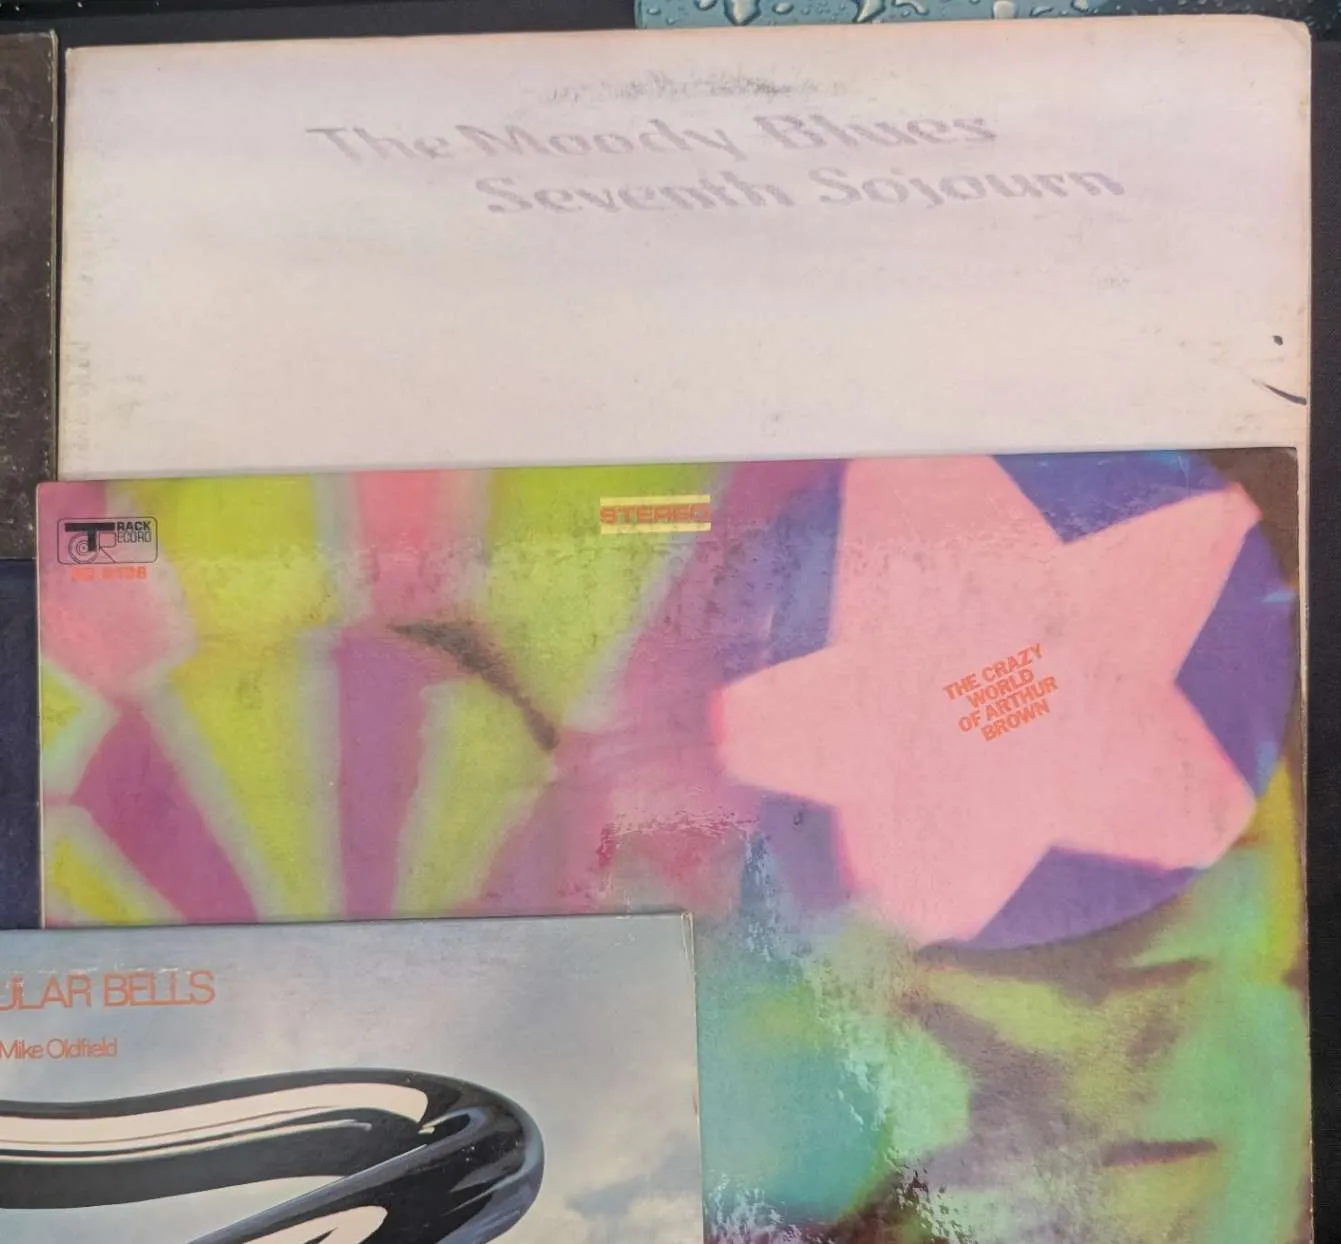 The Moody Blues
Seventh Sojourn
TRACK
RECORD
STEREO
THE CRAZY
WORLD
OF ARTHUR
BROWN
ULAR BELLS
Mike Oldfield